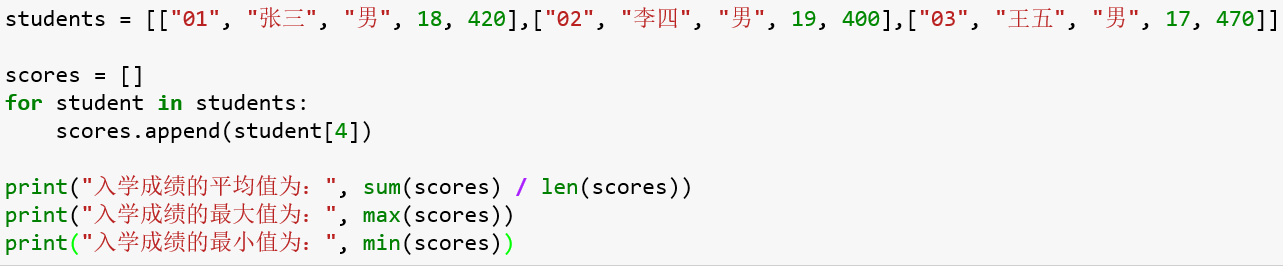 students = [["01", "张三", "男", 18, 420],["02", "李四", "男", 19, 400],["03", "王五", "男", 17, 470]]
scores = []
for student in students:
    scores.append(student[4])
print("入学成绩的平均值为：", sum(scores) / len(scores))
print("入学成绩的最大值为：", max(scores))
print("入学成绩的最小值为：", min(scores))